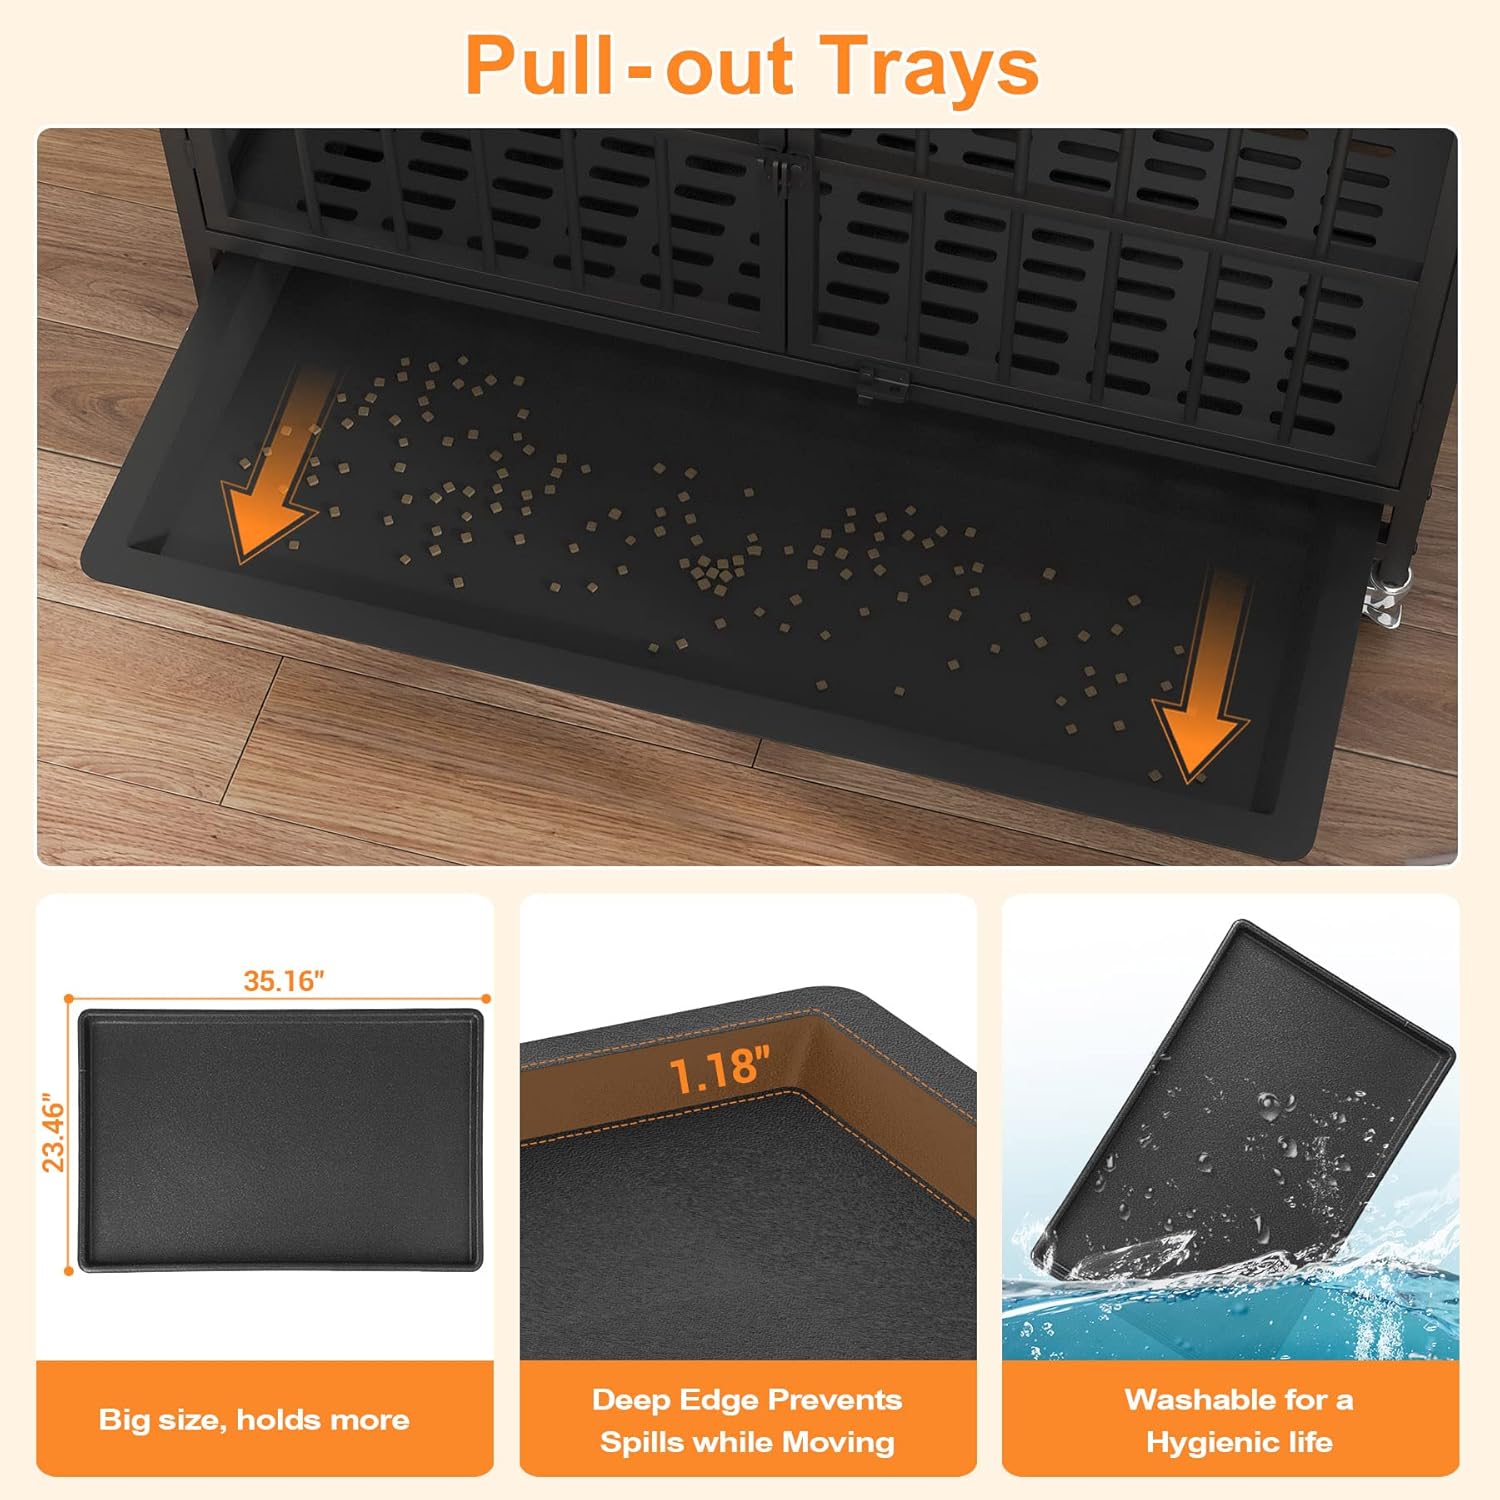 Pull-out Trays
35.16"
23.46"
Big size, holds more
1.18"
Deep Edge Prevents
Spills while Moving
Washable for a
Hygienic life